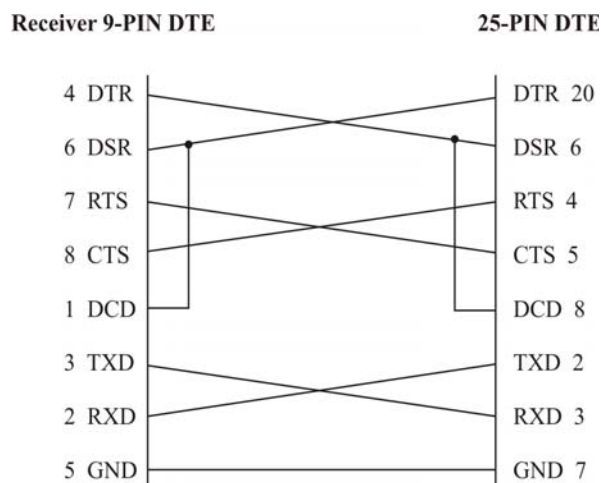 Receiver 9-PIN DTE 25-PIN DTE
4 DTR DTR 20
6 DSR DSR 6
7 RTS RTS 4
8 CTS CTS 5
1 DCD DCD 8
3 TXD TXD 2
2 RXD RXD 3
5 GND GND 7